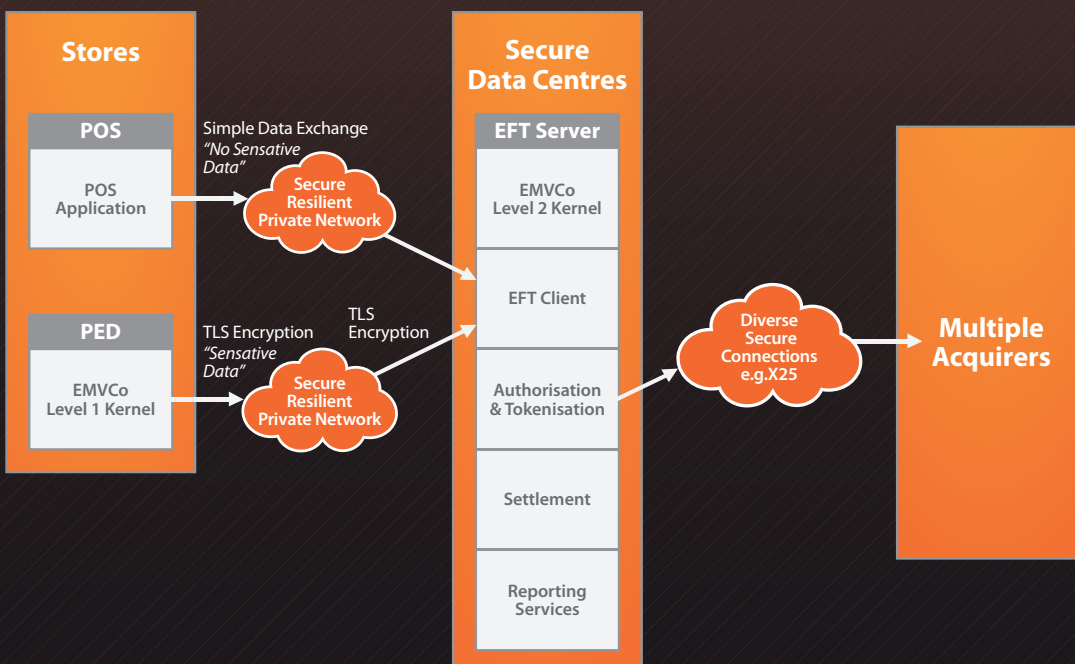 Stores
POS
POS
Application
Simple Data Exchange
“No Sensative
Data”
Secure
Resilient
Private Network
PED
EMVCo
Level 1 Kernel
TLS Encryption
“Sensative
Data”
Secure
Resilient
Private Network
TLS
Encryption
Secure
Data Centres
EFT Server
EMVCo
Level 2 Kernel
EFT Client
Authorisation
& Tokenisation
Settlement
Reporting
Services
Diverse
Secure
Connections
e.g.X25
Multiple
Acquirers